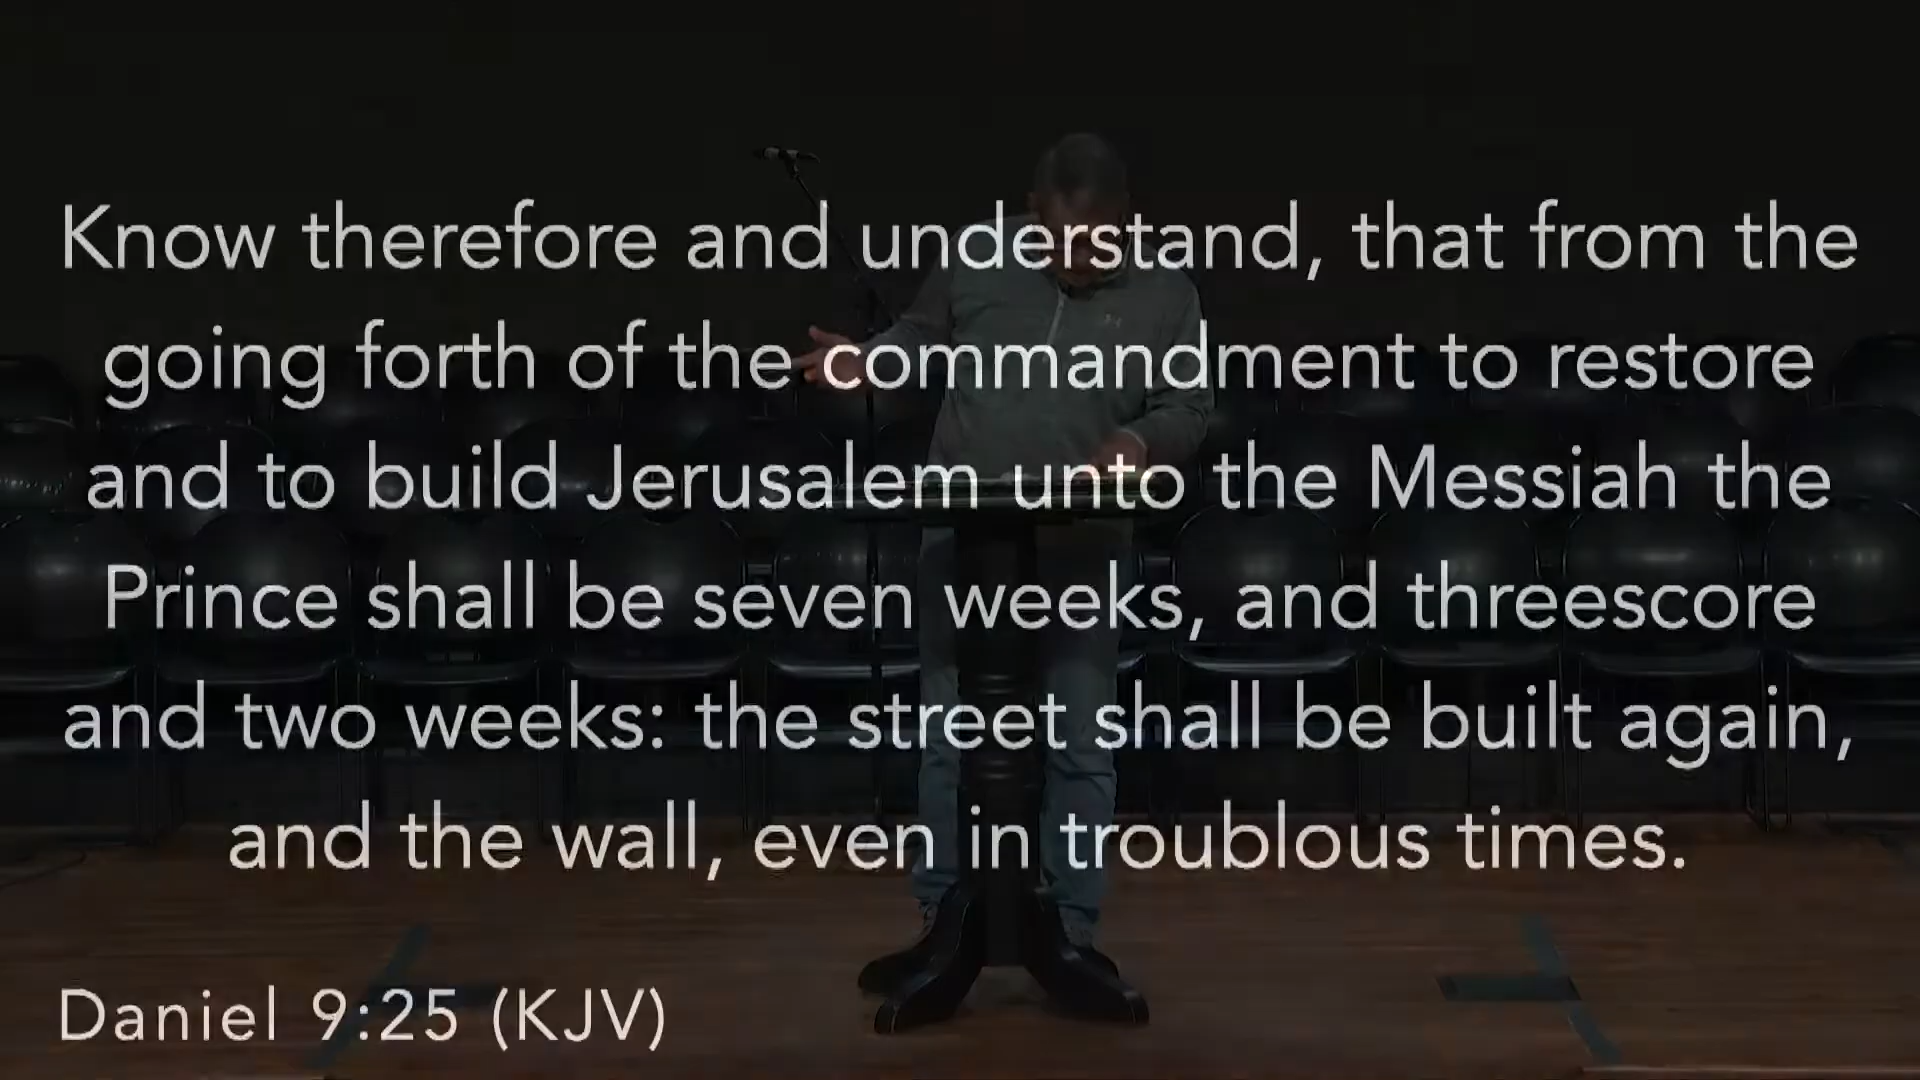 Know therefore and understand, that from the
going forth of the commandment to restore
and to build Jerusalem unto the Messiah the
Prince shall be seven weeks, and threescore
and two weeks: the street shall be built again,
and the wall, even in troublous times.
Daniel 9:25 (KJV)